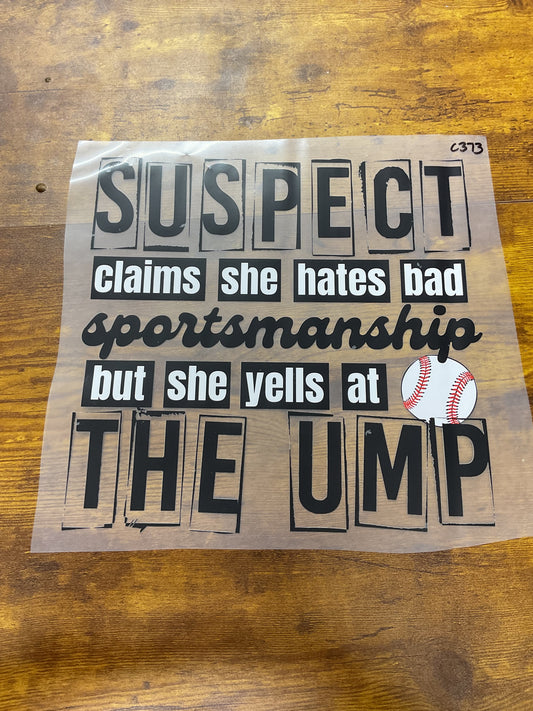 C373
SUSPECT
claims she hates bad
sportsmanship
but she yells at
THE UMP